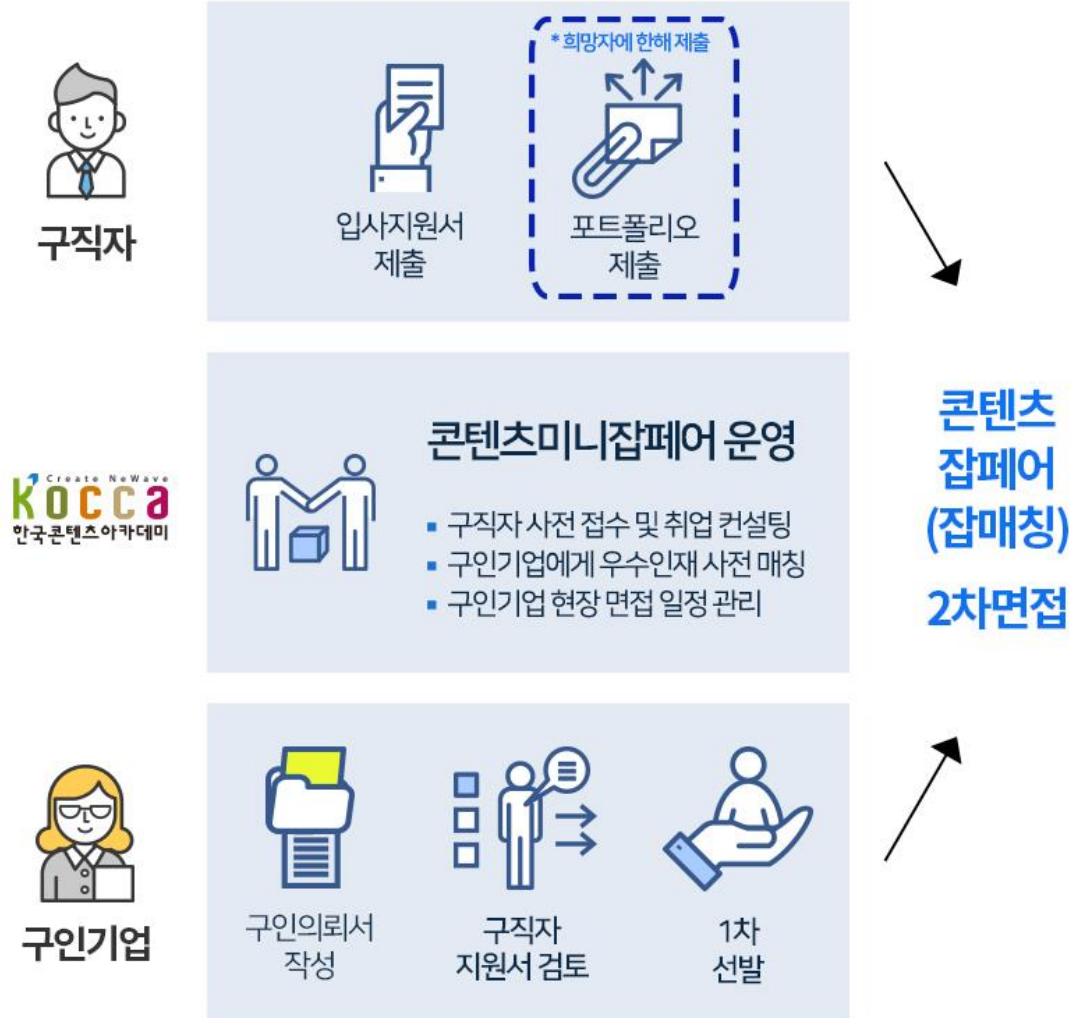 * 희망자에 한해 제출
입사지원서
제출
포트폴리오
제출
구직자
Create NeWave
KOCCA
한국콘텐츠아카데미
콘텐츠미니잡페어 운영
▪ 구직자 사전 접수 및 취업 컨설팅
▪ 구인기업에게 우수인재 사전 매칭
▪ 구인기업 현장 면접 일정 관리
콘텐츠
잡페어
(잡매칭)
2차면접
구인기업
구인의뢰서
작성
구직자
지원서 검토
1차
선발